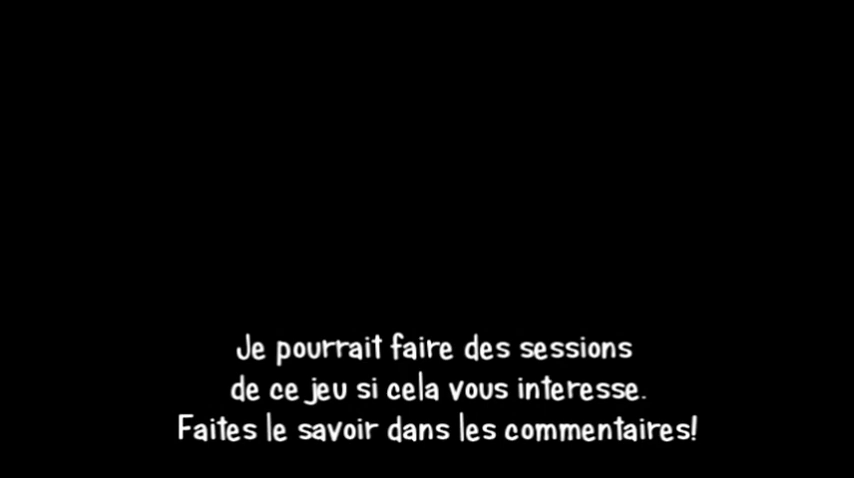 Je pourrait faire des sessions
de ce jeu si cela vous interesse.
Faites le savoir dans les commentaires!